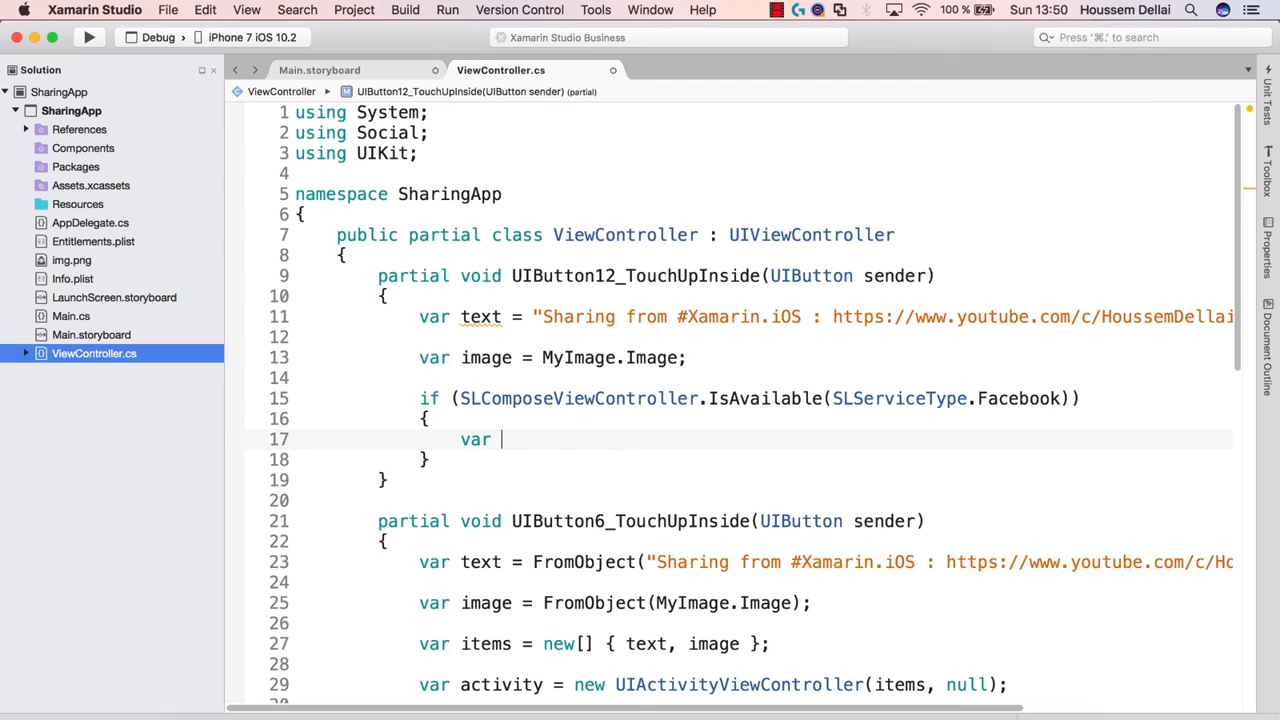 Xamarin Studio File Edit View Search Project Build Run Version Control Tools Window Help 100 % Sun 13:50 Houssem Dellai
Debug > iPhone 7 iOS 10.2 Xamarin Studio Business Press ‘⌘.’ to search
Solution
Main.storyboard ViewController.cs
ViewController UIButton12_TouchUpInside(UIButton sender) (partial)
SharingApp
SharingApp
References
Components
Packages
Assets.xcassets
Resources
AppDelegate.cs
Entitlements.plist
img.png
Info.plist
LaunchScreen.storyboard
Main.cs
Main.storyboard
ViewController.cs
1 using System;
2 using Social;
3 using UIKit;
4
5 namespace SharingApp
6 {
7 public partial class ViewController : UIViewController
8 {
9 partial void UIButton12_TouchUpInside(UIButton sender)
10 {
11 var text = "Sharing from #Xamarin.iOS : https://www.youtube.com/c/HoussemDellai
12
13 var image = MyImage.Image;
14
15 if (SLComposeViewController.IsAvailable(SLServiceType.Facebook))
16 {
17 var
18 }
19 }
20
21 partial void UIButton6_TouchUpInside(UIButton sender)
22 {
23 var text = FromObject("Sharing from #Xamarin.iOS : https://www.youtube.com/c/Ho
24
25 var image = FromObject(MyImage.Image);
26
27 var items = new[] { text, image };
28
29 var activity = new UIActivityViewController(items, null);
Unit Tests
Toolbox
Properties
Document Outline